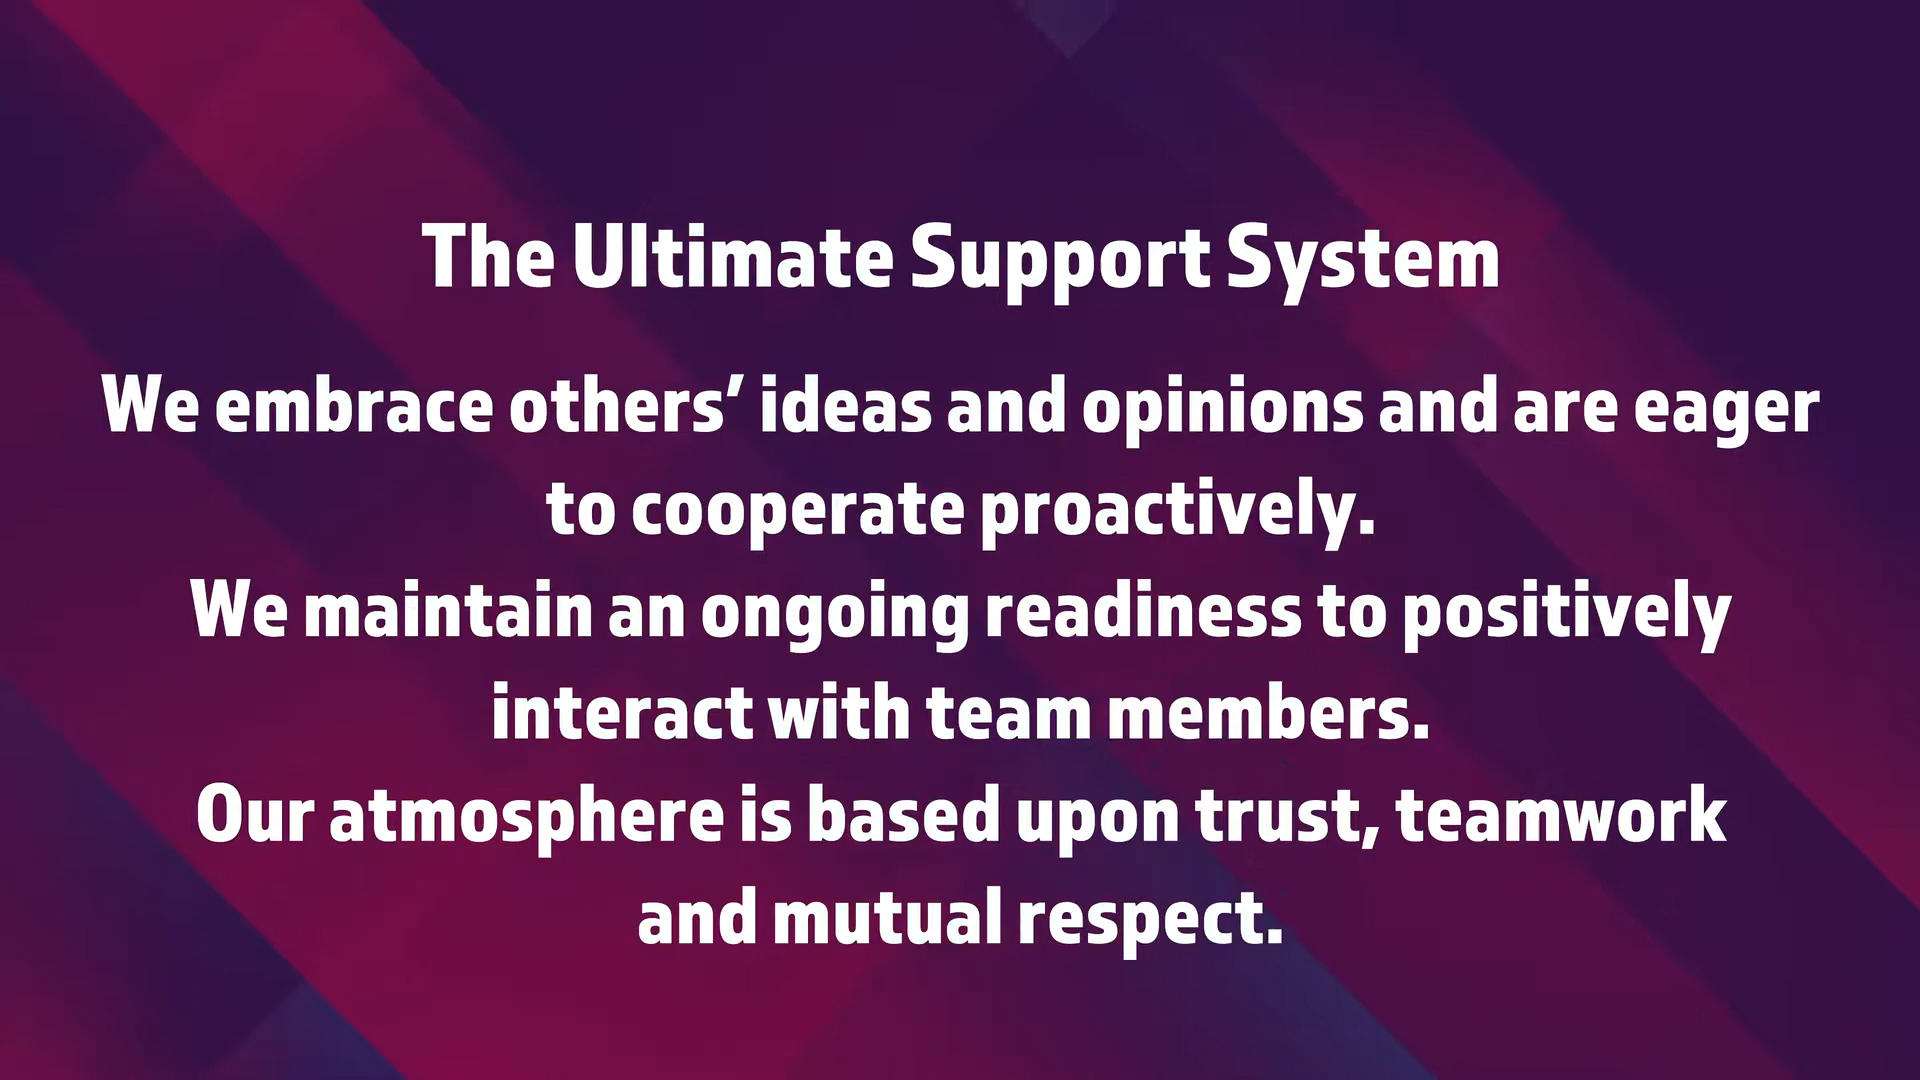 The Ultimate Support System
We embrace others’ ideas and opinions and are eager
to cooperate proactively.
We maintain an ongoing readiness to positively
interact with team members.
Our atmosphere is based upon trust, teamwork
and mutual respect.